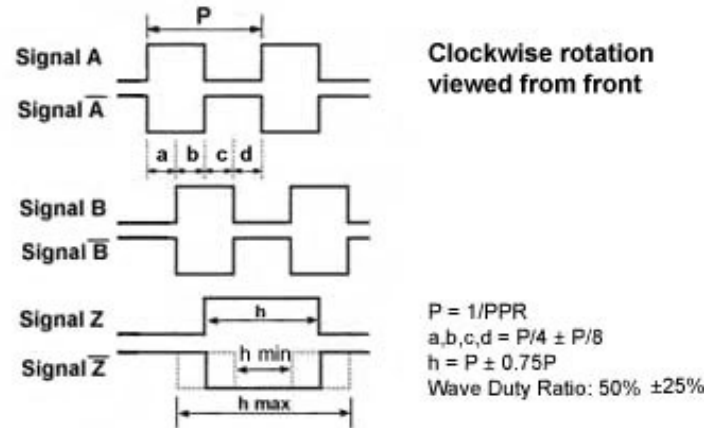 P
Signal A
Signal A̅
Clockwise rotation
viewed from front
a b c d
Signal B
Signal B̅
Signal Z
h
Signal Z̅
h min
h max
P = 1/PPR
a,b,c,d = P/4 ± P/8
h = P ± 0.75P
Wave Duty Ratio: 50% ±25%